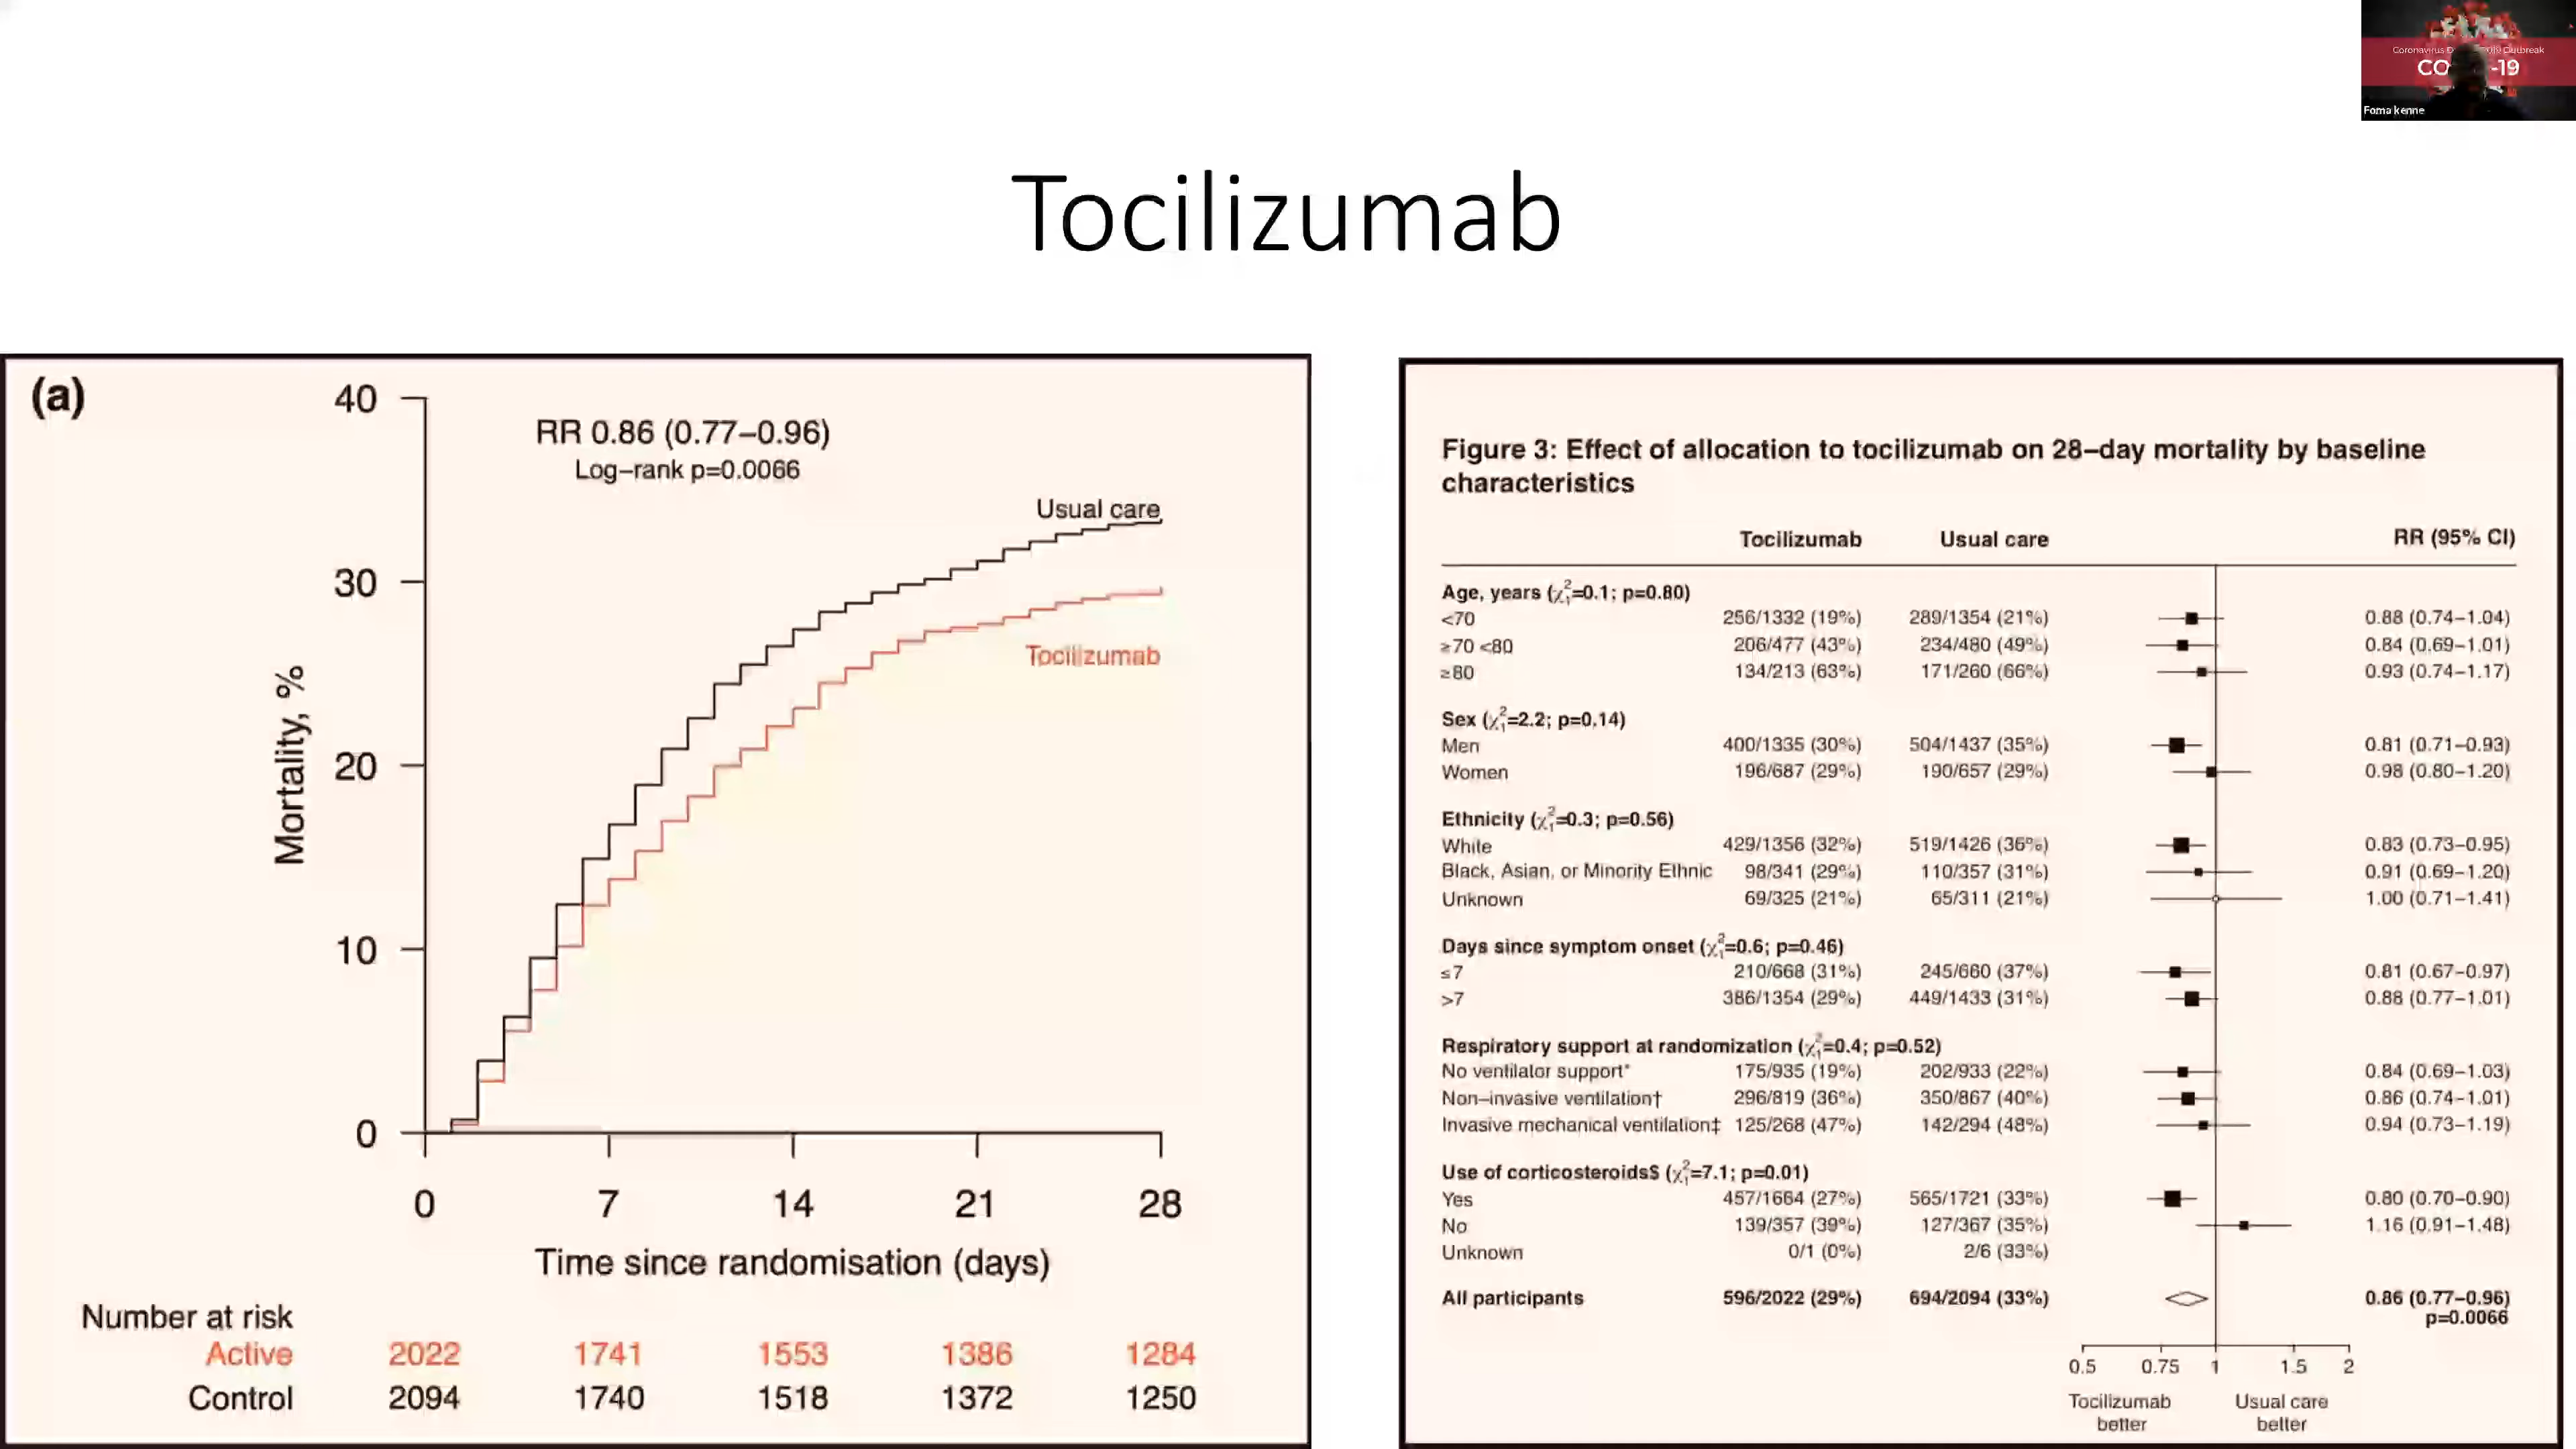 Coronavirus D
2019 Outbreak
CO
-19
Foma kenne
Tocilizumab
(a)
40
30
20
10
0
Mortality, %
RR 0.86 (0.77–0.96)
Log–rank p=0.0066
Usual care
Tocilizumab
0 7 14 21 28
Time since randomisation (days)
Number at risk
Active 2022 1741 1553 1386 1284
Control 2094 1740 1518 1372 1250
Figure 3: Effect of allocation to tocilizumab on 28–day mortality by baseline
characteristics
Tocilizumab Usual care RR (95% CI)
Age, years (χ²₁=0.1; p=0.80)
<70 256/1332 (19%) 289/1354 (21%) 0.88 (0.74–1.04)
≥70 <80 206/477 (43%) 234/480 (49%) 0.84 (0.69–1.01)
≥80 134/213 (63%) 171/260 (66%) 0.93 (0.74–1.17)
Sex (χ²₁=2.2; p=0.14)
Men 400/1335 (30%) 504/1437 (35%) 0.81 (0.71–0.93)
Women 196/687 (29%) 190/657 (29%) 0.98 (0.80–1.20)
Ethnicity (χ²₁=0.3; p=0.56)
White 429/1356 (32%) 519/1426 (36%) 0.83 (0.73–0.95)
Black, Asian, or Minority Ethnic 98/341 (29%) 110/357 (31%) 0.91 (0.69–1.20)
Unknown 69/325 (21%) 65/311 (21%) 1.00 (0.71–1.41)
Days since symptom onset (χ²₁=0.6; p=0.46)
≤7 210/668 (31%) 245/660 (37%) 0.81 (0.67–0.97)
>7 386/1354 (29%) 449/1433 (31%) 0.88 (0.77–1.01)
Respiratory support at randomization (χ²₁=0.4; p=0.52)
No ventilator support* 175/935 (19%) 202/933 (22%) 0.84 (0.69–1.03)
Non–invasive ventilation† 296/819 (36%) 350/867 (40%) 0.86 (0.74–1.01)
Invasive mechanical ventilation‡ 125/268 (47%) 142/294 (48%) 0.94 (0.73–1.19)
Use of corticosteroids§ (χ²₁=7.1; p=0.01)
Yes 457/1664 (27%) 565/1721 (33%) 0.80 (0.70–0.90)
No 139/357 (39%) 127/367 (35%) 1.16 (0.91–1.48)
Unknown 0/1 (0%) 2/6 (33%)
All participants 596/2022 (29%) 694/2094 (33%) 0.86 (0.77–0.96)
p=0.0066
0.5 0.75 1 1.5 2
Tocilizumab
better
Usual care
better